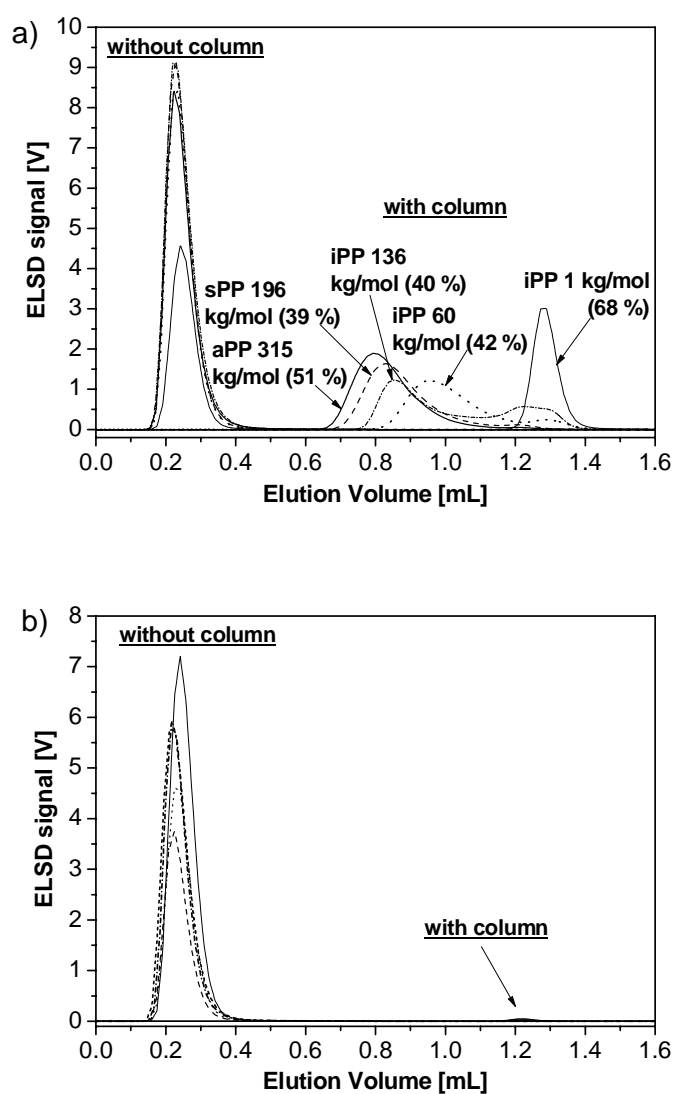 a)
without column
with column
iPP 136
kg/mol (40 %)
iPP 1 kg/mol
(68 %)
sPP 196
kg/mol (39 %)
iPP 60
kg/mol (42 %)
aPP 315
kg/mol (51 %)
10
9
8
7
6
5
4
3
2
1
0
ELSD signal [V]
0.0 0.2 0.4 0.6 0.8 1.0 1.2 1.4 1.6
Elution Volume [mL]
b)
without column
with column
8
7
6
5
4
3
2
1
0
ELSD signal [V]
0.0 0.2 0.4 0.6 0.8 1.0 1.2 1.4 1.6
Elution Volume [mL]